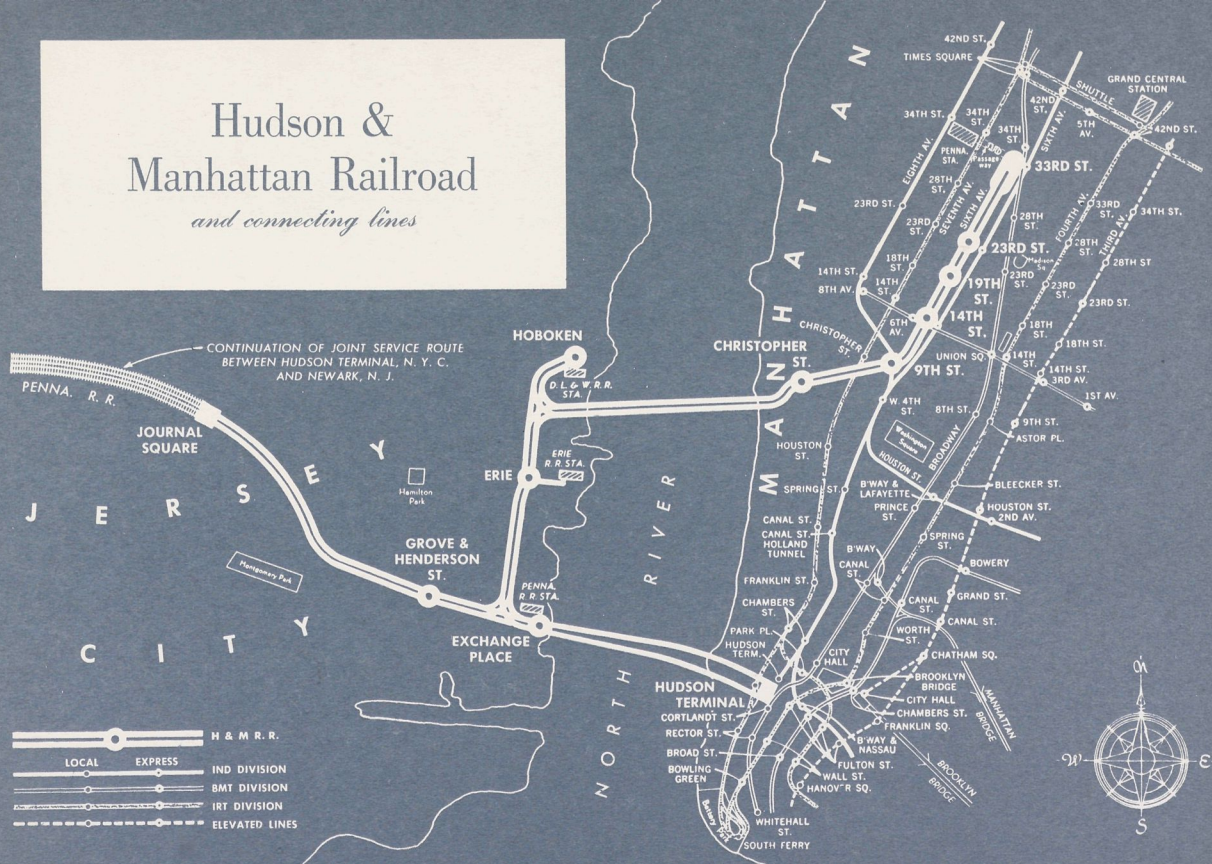 Hudson &
Manhattan Railroad
and connecting lines
CONTINUATION OF JOINT SERVICE ROUTE
BETWEEN HUDSON TERMINAL, N. Y. C.
AND NEWARK, N. J.
PENNA. R. R.
JOURNAL
SQUARE
HOBOKEN
D. L. & W. R. R.
STA.
ERIE
ERIE
R. R. STA.
Hamilton
Park
GROVE &
HENDERSON
ST.
Montgomery Park
PENNA.
R. R. STA.
EXCHANGE
PLACE
JERSEY
CITY
NORTH
RIVER
MANHATTAN
42ND ST.
TIMES SQUARE
SHUTTLE
GRAND CENTRAL
STATION
42ND
ST.
5TH
AV.
42ND ST.
34TH ST.
34TH
ST.
34TH
ST.
PENNA.
STA.
Passage
way
33RD ST.
EIGHTH AV.
SEVENTH AV.
SIXTH AV.
SIXTH AV.
FOURTH AV.
THIRD AV.
33RD
ST.
34TH ST.
28TH
ST.
28TH
ST.
28TH
ST.
28TH ST
23RD ST.
23RD
ST.
23RD ST.
Madison
Sq.
23RD
ST.
23RD
ST.
23RD ST.
18TH
ST.
19TH
ST.
18TH
ST.
18TH ST.
14TH ST.
8TH AV.
14TH
ST.
6TH
AV.
14TH
ST.
UNION SQ.
14TH
ST.
14TH ST.
3RD AV.
1ST AV.
CHRISTOPHER
ST.
CHRISTOPHER
ST.
9TH ST.
W. 4TH
ST.
8TH ST.
9TH ST.
ASTOR PL.
Washington
Square
BROADWAY
HOUSTON
ST.
HOUSTON ST.
SPRING ST.
B'WAY &
LAFAYETTE
PRINCE
ST.
BLEECKER ST.
HOUSTON ST.
2ND AV.
CANAL ST.
CANAL ST.
HOLLAND
TUNNEL
B'WAY
CANAL
ST.
SPRING
ST.
BOWERY
FRANKLIN ST.
CANAL
ST.
GRAND ST.
CANAL ST.
CHAMBERS
ST.
PARK PL.
HUDSON
TERM.
CITY
HALL
WORTH
ST.
CHATHAM SQ.
BROOKLYN
BRIDGE
CITY HALL
CHAMBERS ST.
FRANKLIN SQ.
MANHATTAN
BRIDGE
BROOKLYN
BRIDGE
HUDSON
TERMINAL
CORTLANDT ST.
RECTOR ST.
BROAD ST.
BOWLING
GREEN
B'WAY &
NASSAU
FULTON ST.
WALL ST.
HANOV'R SQ.
Battery
Park
WHITEHALL
ST.
SOUTH FERRY
H & M R. R.
LOCAL EXPRESS
IND DIVISION
BMT DIVISION
IRT DIVISION
ELEVATED LINES
N
W E
S